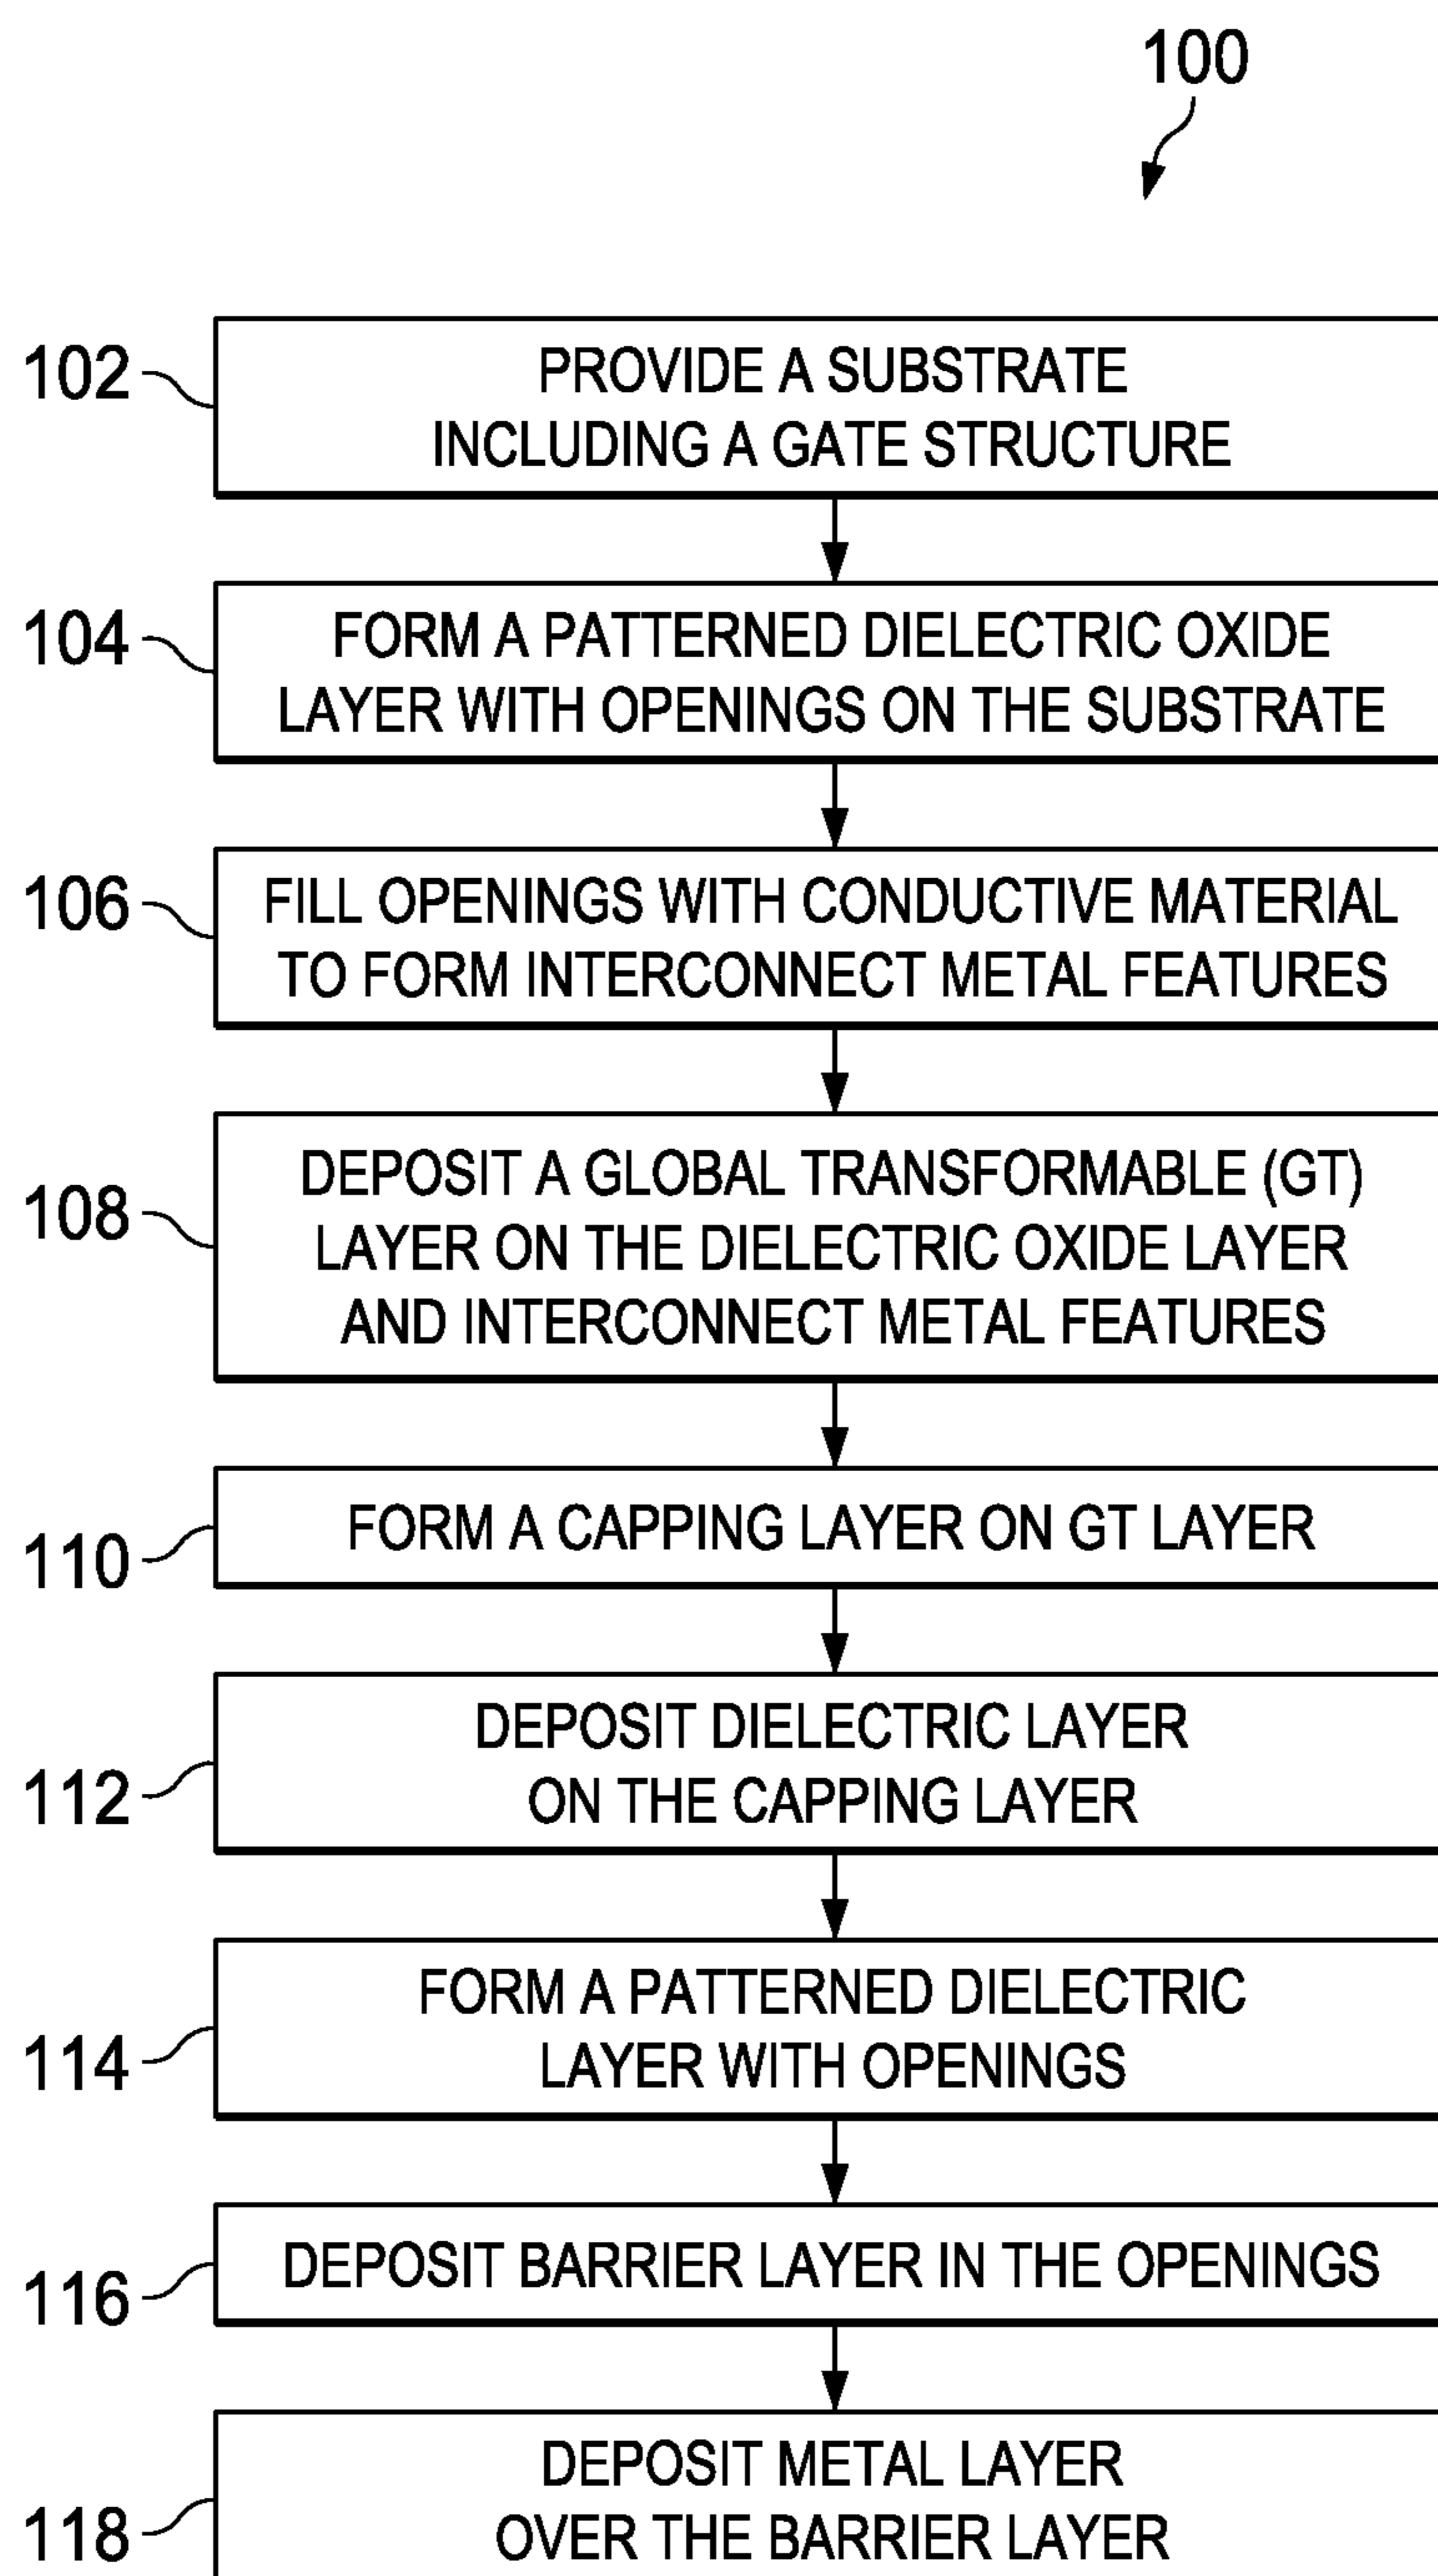 100
102
PROVIDE A SUBSTRATE
INCLUDING A GATE STRUCTURE
104
FORM A PATTERNED DIELECTRIC OXIDE
LAYER WITH OPENINGS ON THE SUBSTRATE
106
FILL OPENINGS WITH CONDUCTIVE MATERIAL
TO FORM INTERCONNECT METAL FEATURES
108
DEPOSIT A GLOBAL TRANSFORMABLE (GT)
LAYER ON THE DIELECTRIC OXIDE LAYER
AND INTERCONNECT METAL FEATURES
110
FORM A CAPPING LAYER ON GT LAYER
112
DEPOSIT DIELECTRIC LAYER
ON THE CAPPING LAYER
114
FORM A PATTERNED DIELECTRIC
LAYER WITH OPENINGS
116
DEPOSIT BARRIER LAYER IN THE OPENINGS
118
DEPOSIT METAL LAYER
OVER THE BARRIER LAYER